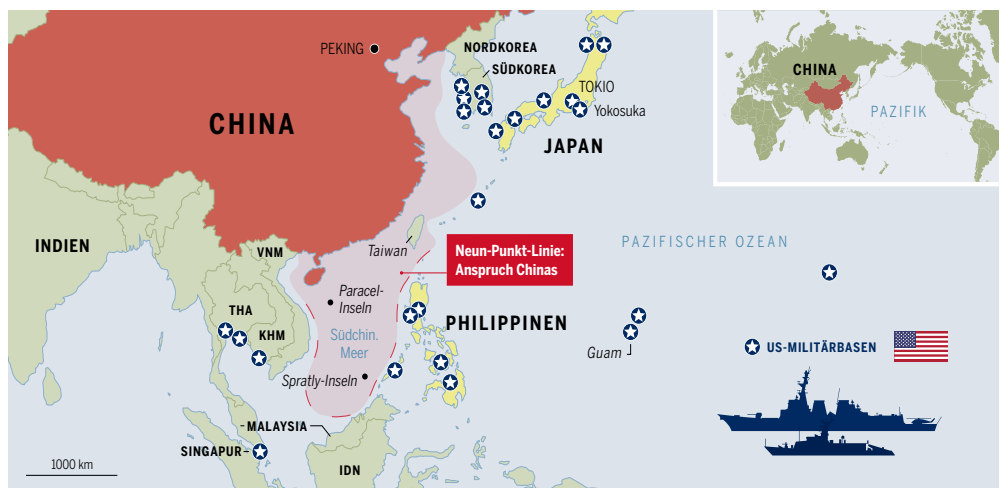 PEKING
NORDKOREA
SÜDKOREA
TOKIO
Yokosuka
CHINA
JAPAN
CHINA
PAZIFIK
INDIEN
VNM
Taiwan
Neun-Punkt-Linie:
Anspruch Chinas
PAZIFISCHER OZEAN
Paracel-
Inseln
THA
KHM
Südchin.
Meer
PHILIPPINEN
Guam
US-MILITÄRBASEN
Spratly-Inseln
MALAYSIA
SINGAPUR
IDN
1000 km